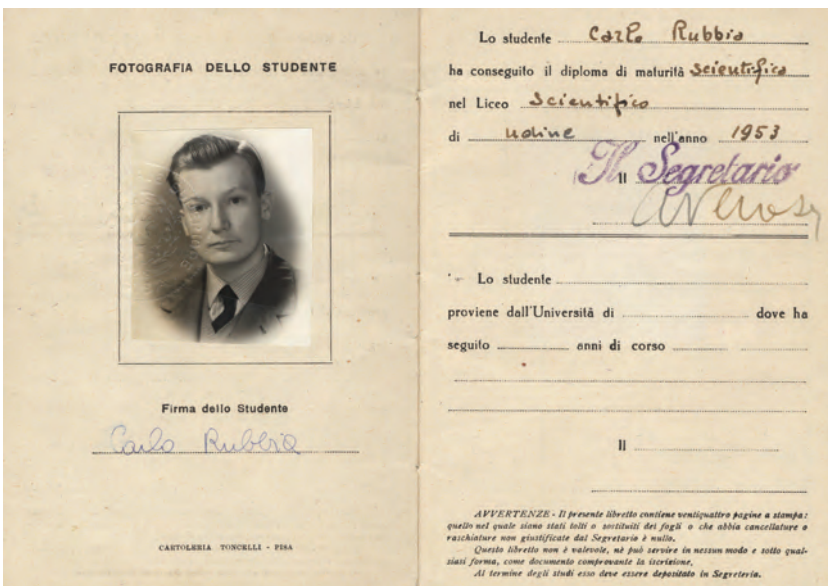 FOTOGRAFIA DELLO STUDENTE
Firma dello Studente
Carlo Rubbia
CARTOLERIA TONCELLI - PISA
Lo studente Carlo Rubbia
ha conseguito il diploma di maturità Scientifica
nel Liceo Scientifico
di Udine nell'anno 1953
Il Segretario
Il
Lo studente
proviene dall'Università di dove ha
seguito anni di corso
Il
AVVERTENZE - Il presente libretto contiene ventiquattro pagine a stampa:
quello nel quale siano stati tolti o sostituiti dei fogli o che abbia cancellature o
raschiature non giustificate dal Segretario è nullo.
Questo libretto non è valevole, nè può servire in nessun modo e sotto qual-
siasi forma, come documento comprovante la iscrizione.
Al termine degli studi esso deve essere depositato in Segreteria.